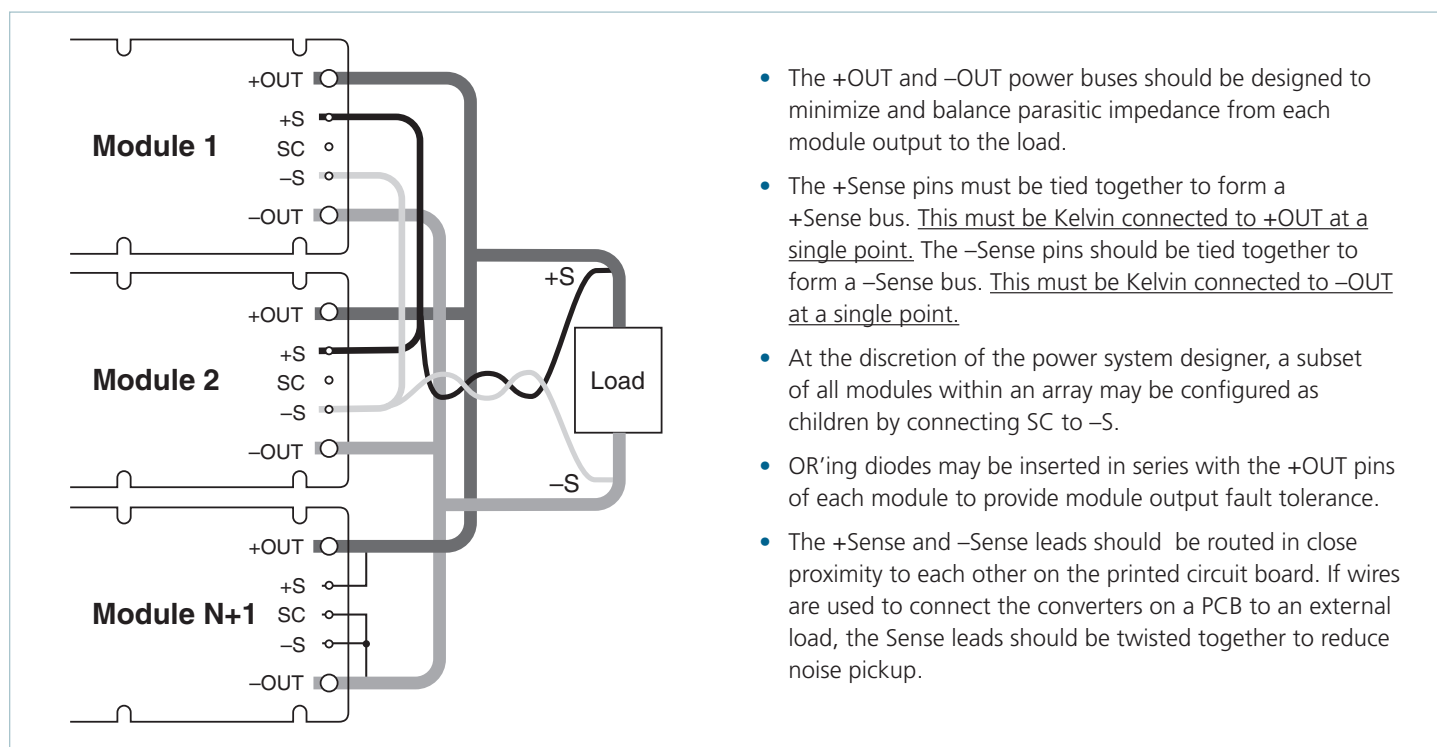 +OUT
+S
Module 1
SC
–S
–OUT
+OUT
+S
Module 2
SC
–S
–OUT
+OUT
+S
Module N+1
SC
–S
–OUT
+S
Load
–S
• The +OUT and –OUT power buses should be designed to
minimize and balance parasitic impedance from each
module output to the load.
• The +Sense pins must be tied together to form a
+Sense bus. This must be Kelvin connected to +OUT at a
single point. The –Sense pins should be tied together to
form a –Sense bus. This must be Kelvin connected to –OUT
at a single point.
• At the discretion of the power system designer, a subset
of all modules within an array may be configured as
children by connecting SC to –S.
• OR’ing diodes may be inserted in series with the +OUT pins
of each module to provide module output fault tolerance.
• The +Sense and –Sense leads should be routed in close
proximity to each other on the printed circuit board. If wires
are used to connect the converters on a PCB to an external
load, the Sense leads should be twisted together to reduce
noise pickup.